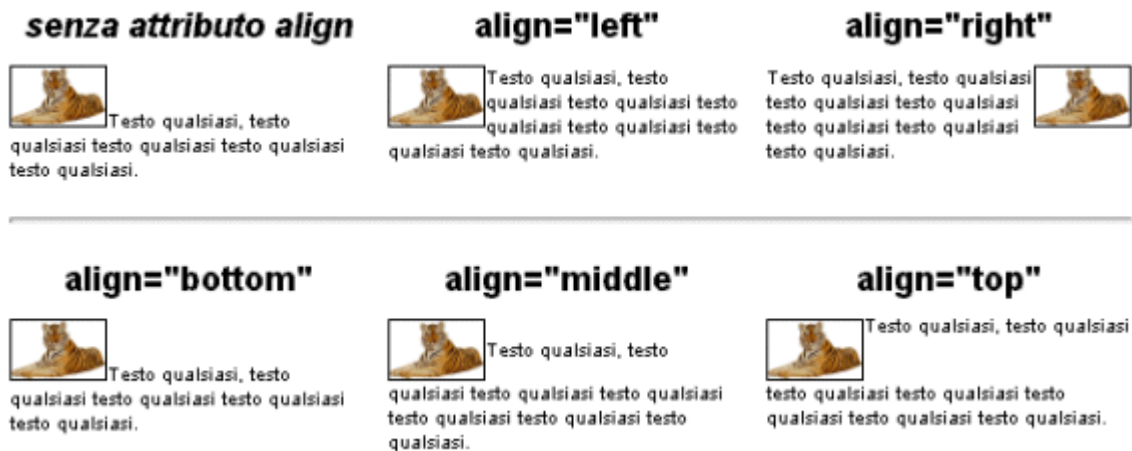 senza attributo align
Testo qualsiasi, testo
qualsiasi testo qualsiasi testo qualsiasi
testo qualsiasi.
align="left"
Testo qualsiasi, testo
qualsiasi testo qualsiasi testo
qualsiasi testo qualsiasi testo
qualsiasi testo qualsiasi.
align="right"
Testo qualsiasi, testo qualsiasi
testo qualsiasi testo qualsiasi
testo qualsiasi testo qualsiasi
testo qualsiasi.
align="bottom"
Testo qualsiasi, testo
qualsiasi testo qualsiasi testo qualsiasi
testo qualsiasi.
align="middle"
Testo qualsiasi, testo
qualsiasi testo qualsiasi testo qualsiasi
testo qualsiasi testo qualsiasi testo
qualsiasi.
align="top"
Testo qualsiasi, testo qualsiasi
testo qualsiasi testo qualsiasi testo
qualsiasi testo qualsiasi testo qualsiasi.